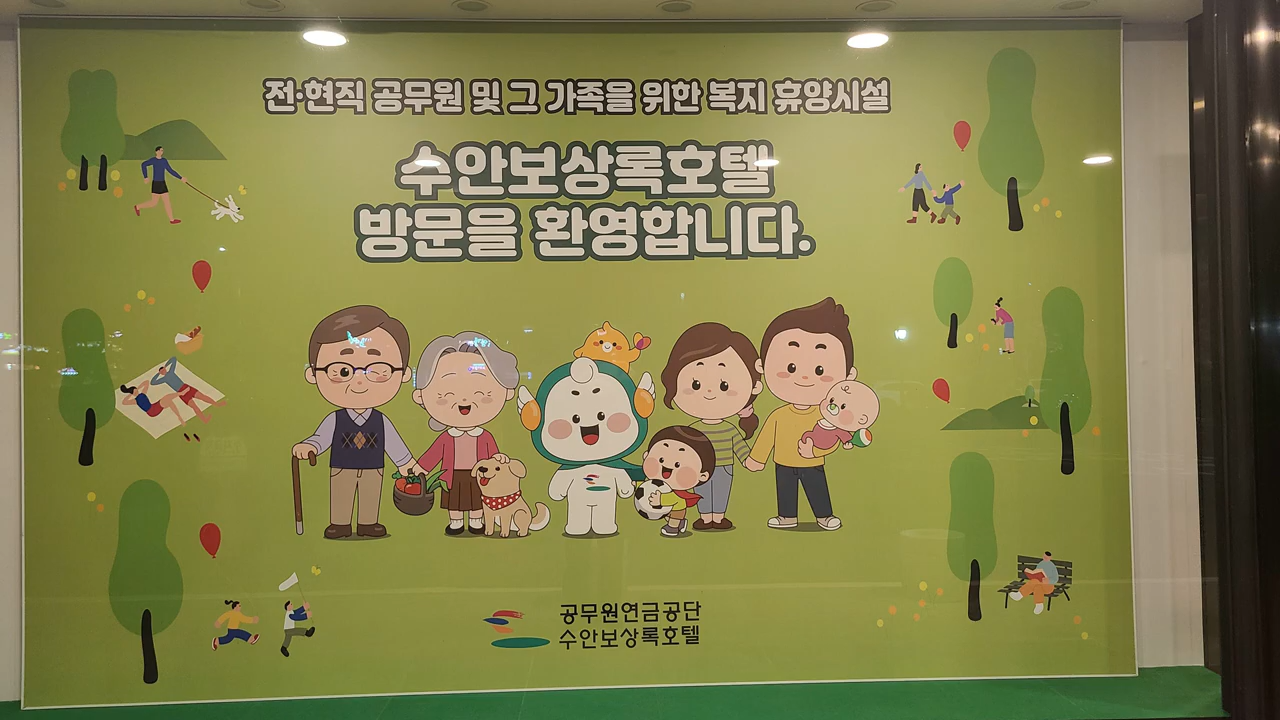 전·현직 공무원 및 그 가족을 위한 복지 휴양시설
수안보상록호텔
방문을 환영합니다.
공무원연금공단
수안보상록호텔